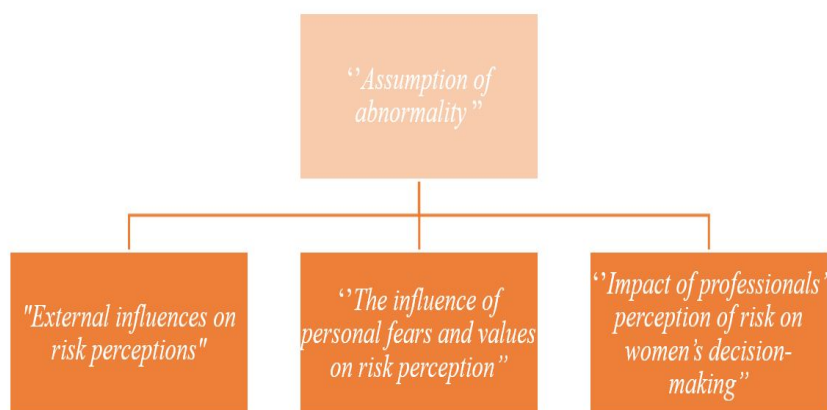 ‘’Assumption of
abnormality”
"External influences on
risk perceptions"
‘’The influence of
personal fears and values
on risk perception”
‘’Impact of professionals’
perception of risk on
women’s decision-
making”